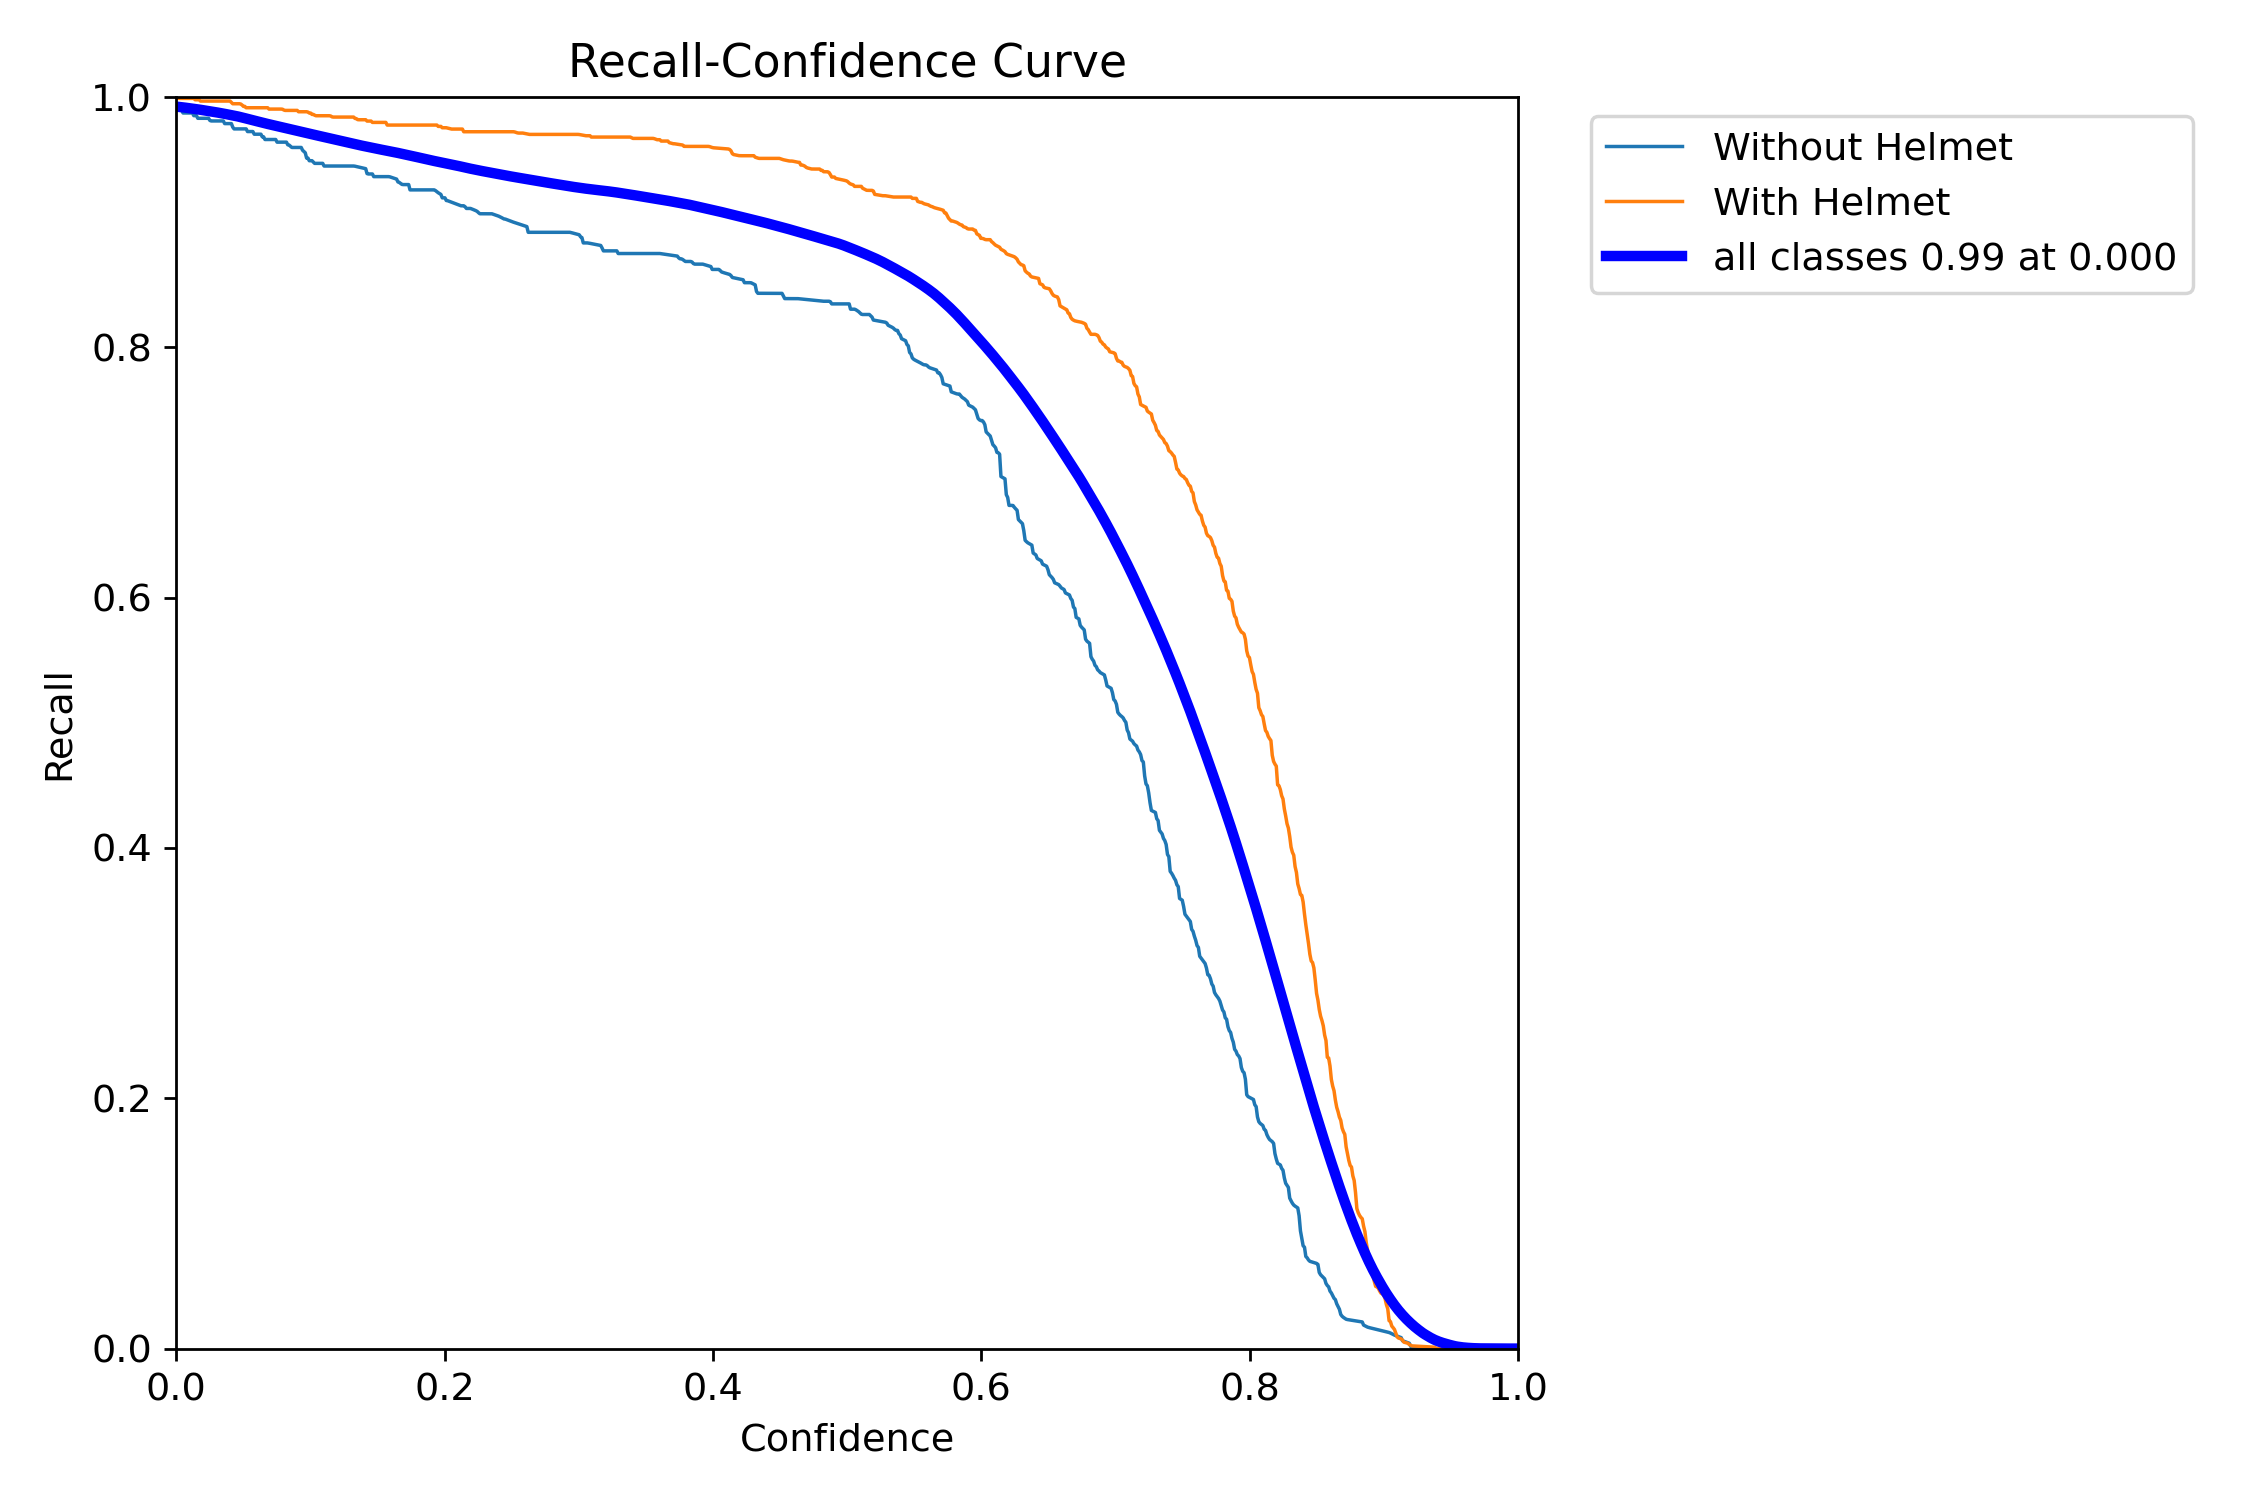 Recall-Confidence Curve
1.0
0.8
0.6
0.4
0.2
0.0
Recall
0.0 0.2 0.4 0.6 0.8 1.0
Confidence
Without Helmet
With Helmet
all classes 0.99 at 0.000